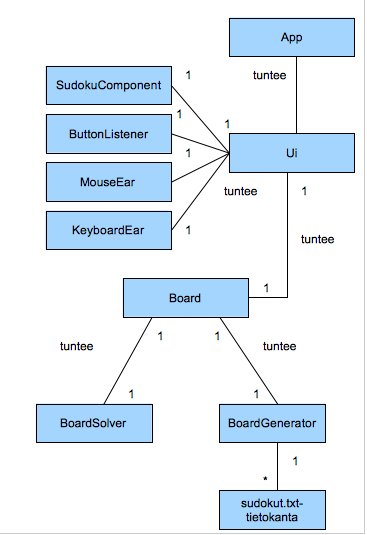 App
tuntee
SudokuComponent
1
1
ButtonListener
1
Ui
MouseEar
1
tuntee
1
KeyboardEar
1
tuntee
Board
1
tuntee
1
1
tuntee
1
1
BoardSolver
BoardGenerator
1
*
sudokut.txt-
tietokanta